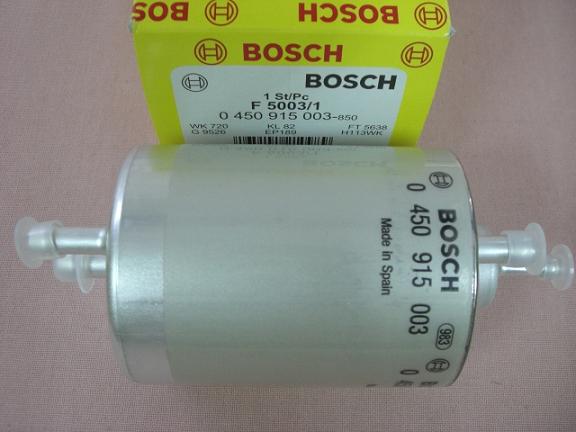 BOSCH
BOSCH
1 St/Pc
F 5003/1
0 450 915 003-850
WK 720 KL 82 FT 5638
G 9526 EP189 H113WK
BOSCH
0 450 915 003
Made in Spain
983
0